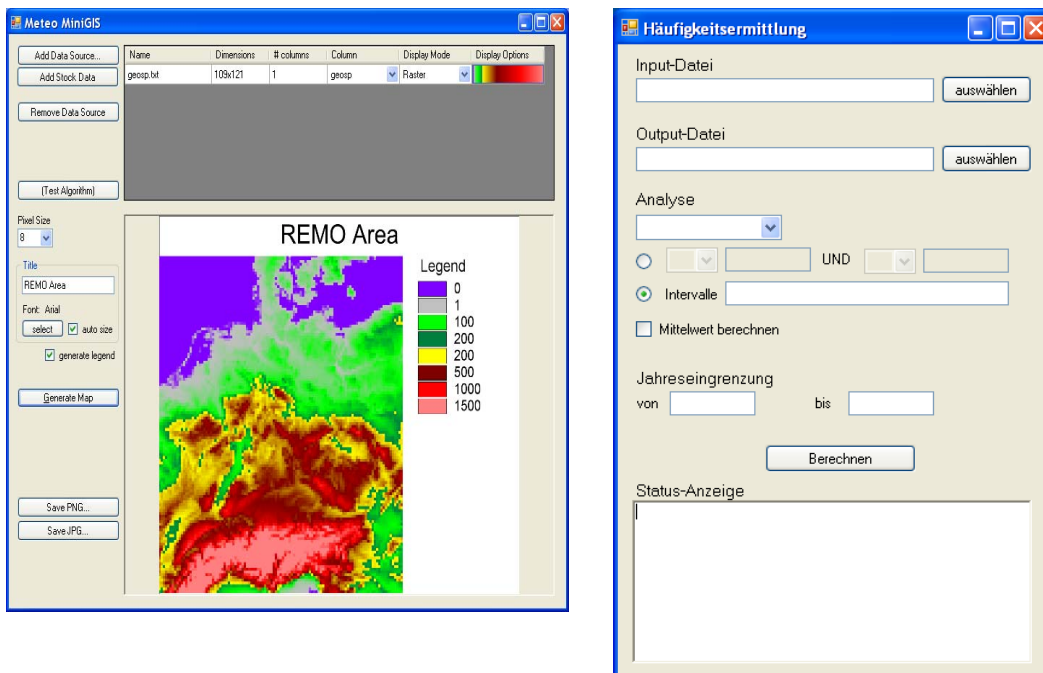 Meteo MiniGIS
Add Data Source...
Add Stock Data
Remove Data Source
(Test Algorithm)
Name Dimensions # columns Column Display Mode Display Options
geosp.txt 109x121 1 geosp Raster
Pixel Size
8
Title
REMO Area
Font: Arial
select auto size
generate legend
Generate Map
Save PNG...
Save JPG...
REMO Area
Legend
0
1
100
200
200
500
1000
1500
Häufigkeitsermittlung
Input-Datei
auswählen
Output-Datei
auswählen
Analyse
UND
Intervalle
Mittelwert berechnen
Jahreseingrenzung
von bis
Berechnen
Status-Anzeige